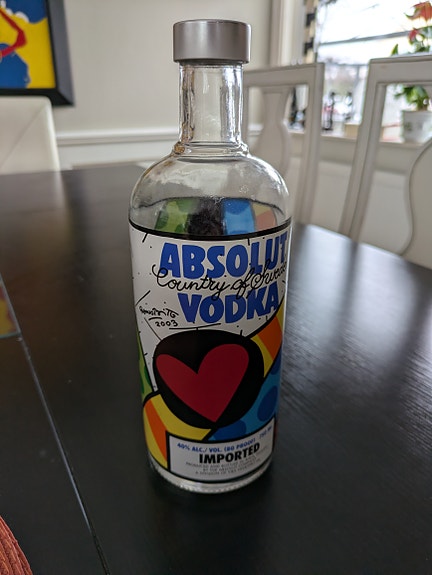 ABSOLUT
Country of Sweden
VODKA
2003
40% ALC./VOL. (80 PROOF)
IMPORTED